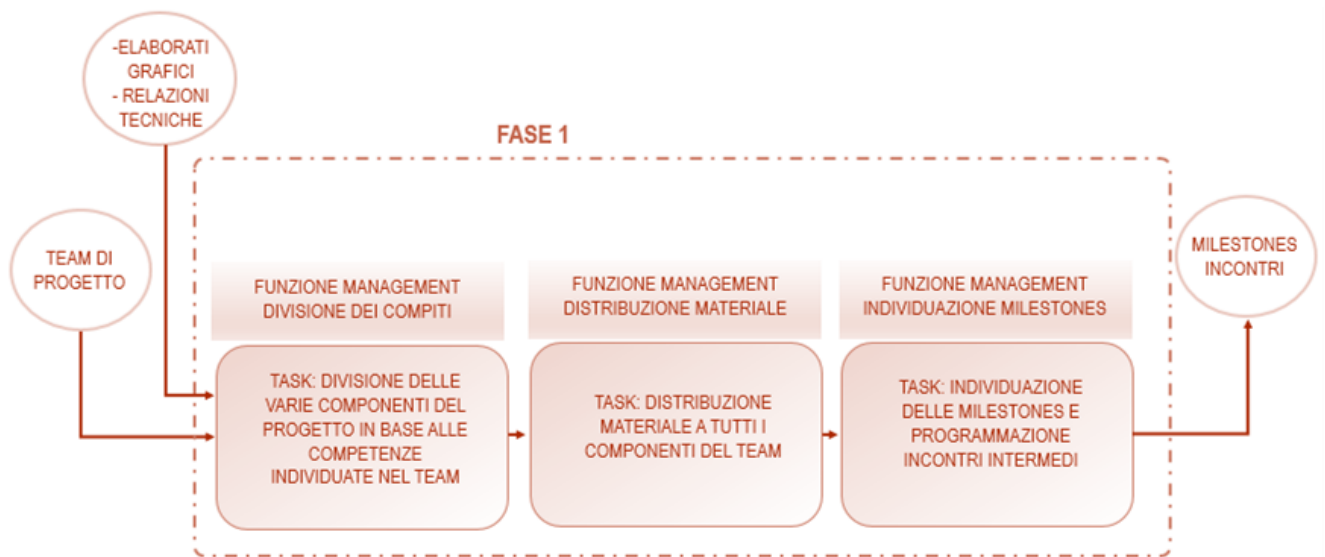 -ELABORATI
GRAFICI
- RELAZIONI
TECNICHE
FASE 1
TEAM DI
PROGETTO
FUNZIONE MANAGEMENT
DIVISIONE DEI COMPITI
TASK: DIVISIONE DELLE
VARIE COMPONENTI DEL
PROGETTO IN BASE ALLE
COMPETENZE
INDIVIDUATE NEL TEAM
FUNZIONE MANAGEMENT
DISTRIBUZIONE MATERIALE
TASK: DISTRIBUZIONE
MATERIALE A TUTTI I
COMPONENTI DEL TEAM
FUNZIONE MANAGEMENT
INDIVIDUAZIONE MILESTONES
TASK: INDIVIDUAZIONE
DELLE MILESTONES E
PROGRAMMAZIONE
INCONTRI INTERMEDI
MILESTONES
INCONTRI